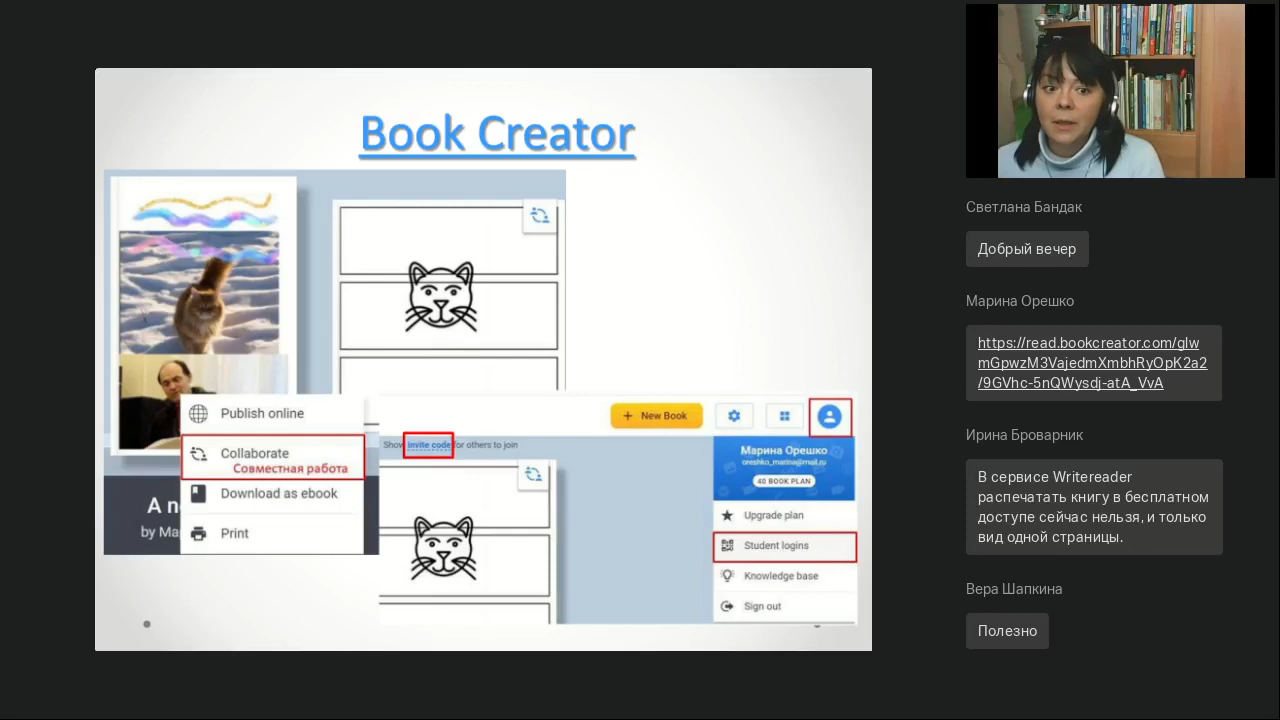 Book Creator
Publish online
Collaborate
Совместная работа
Download as ebook
Print
A n
by Ma
New Book
Show invite code for others to join
Марина Орешко
oreshko_marina@mail.ru
40 BOOK PLAN
Upgrade plan
Student logins
Knowledge base
Sign out
Светлана Бандак
Добрый вечер
Марина Орешко
https://read.bookcreator.com/glw
mGpwzM3VajedmXmbhRyOpK2a2
/9GVhc-5nQWysdj-atA_VvA
Ирина Броварник
В сервисе Writereader
распечатать книгу в бесплатном
доступе сейчас нельзя, и только
вид одной страницы.
Вера Шапкина
Полезно